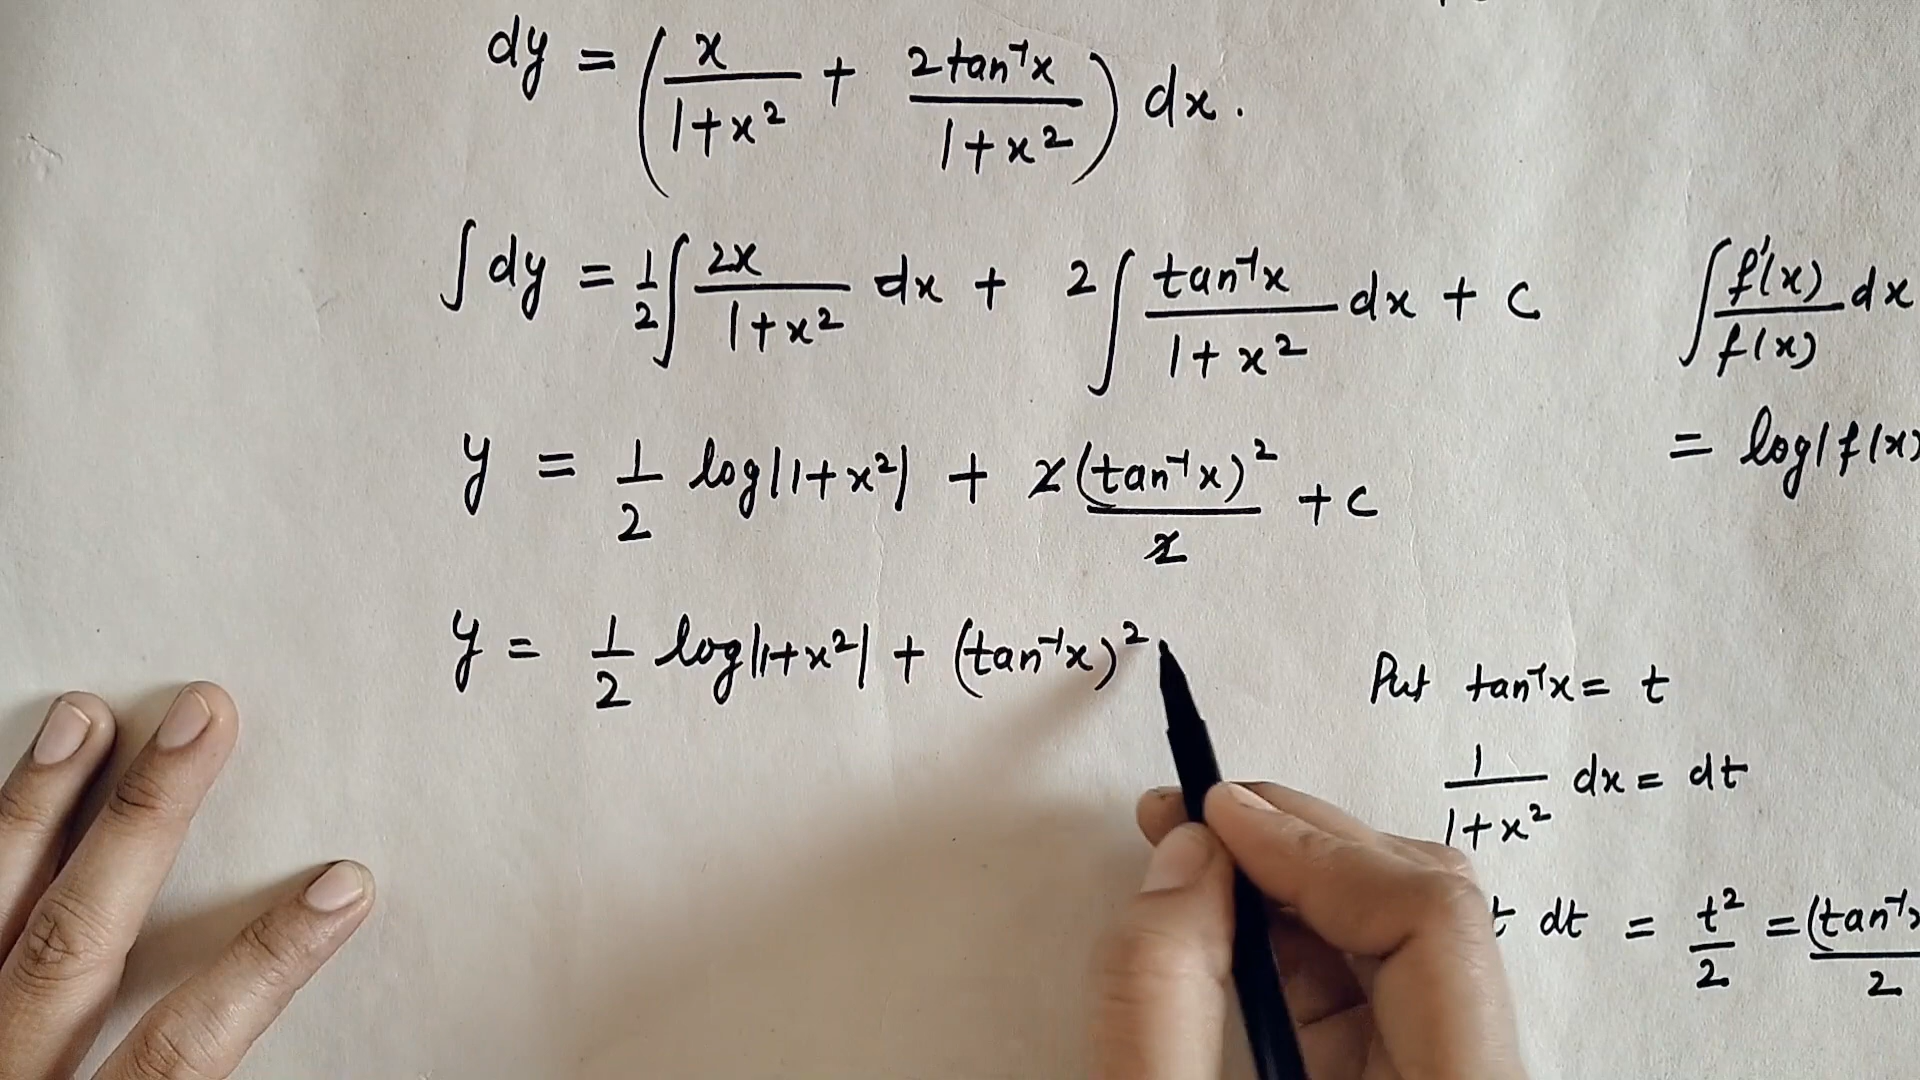 dy = ( x/(1+x²) + 2tan⁻¹x/(1+x²) ) dx.
∫dy = 1/2 ∫ 2x/(1+x²) dx + 2∫ tan⁻¹x/(1+x²) dx + c
∫ f'(x)/f(x) dx
= log|f(x)
y = 1/2 log|1+x²| + 2(tan⁻¹x)²/2 + c
y = 1/2 log|1+x²| + (tan⁻¹x)²
Put tan⁻¹x = t
1/(1+x²) dx = dt
t dt = t²/2 = (tan⁻¹x/2